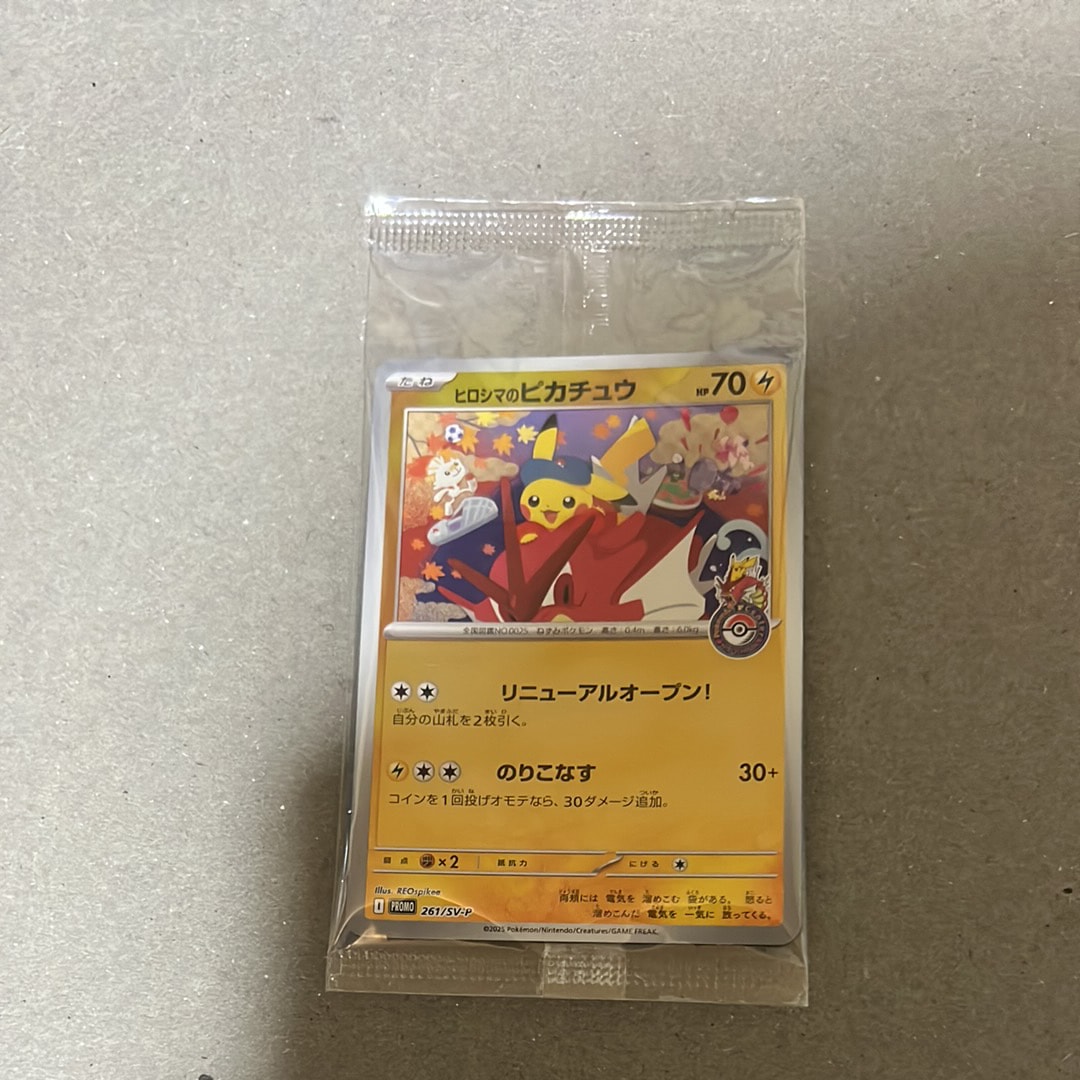 たね
ヒロシマのピカチュウ
HP 70
全国図鑑NO.0025 ねずみポケモン 高さ:0.4m 重さ:6.0kg
リニューアルオープン!
自分の山札を2枚引く。
のりこなす 30+
コインを1回投げオモテなら、30ダメージ追加。
弱点 ×2 抵抗力 にげる
Illus. REOspikee
両頬には 電気を 溜めこむ 袋がある。 怒ると
溜めこんだ 電気を 一気に 放ってくる。
I PROMO 261/SV-P
©2025 Pokémon/Nintendo/Creatures/GAME FREAK.